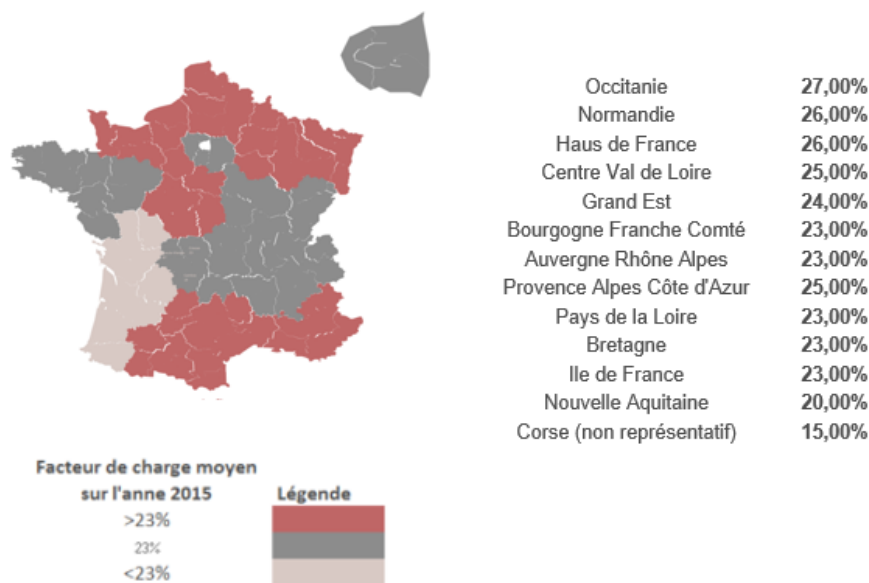 Occitanie 27,00%
Normandie 26,00%
Haus de France 26,00%
Centre Val de Loire 25,00%
Grand Est 24,00%
Bourgogne Franche Comté 23,00%
Auvergne Rhône Alpes 23,00%
Provence Alpes Côte d'Azur 25,00%
Pays de la Loire 23,00%
Bretagne 23,00%
Ile de France 23,00%
Nouvelle Aquitaine 20,00%
Corse (non représentatif) 15,00%
Facteur de charge moyen
sur l'anne 2015 Légende
>23%
23%
<23%